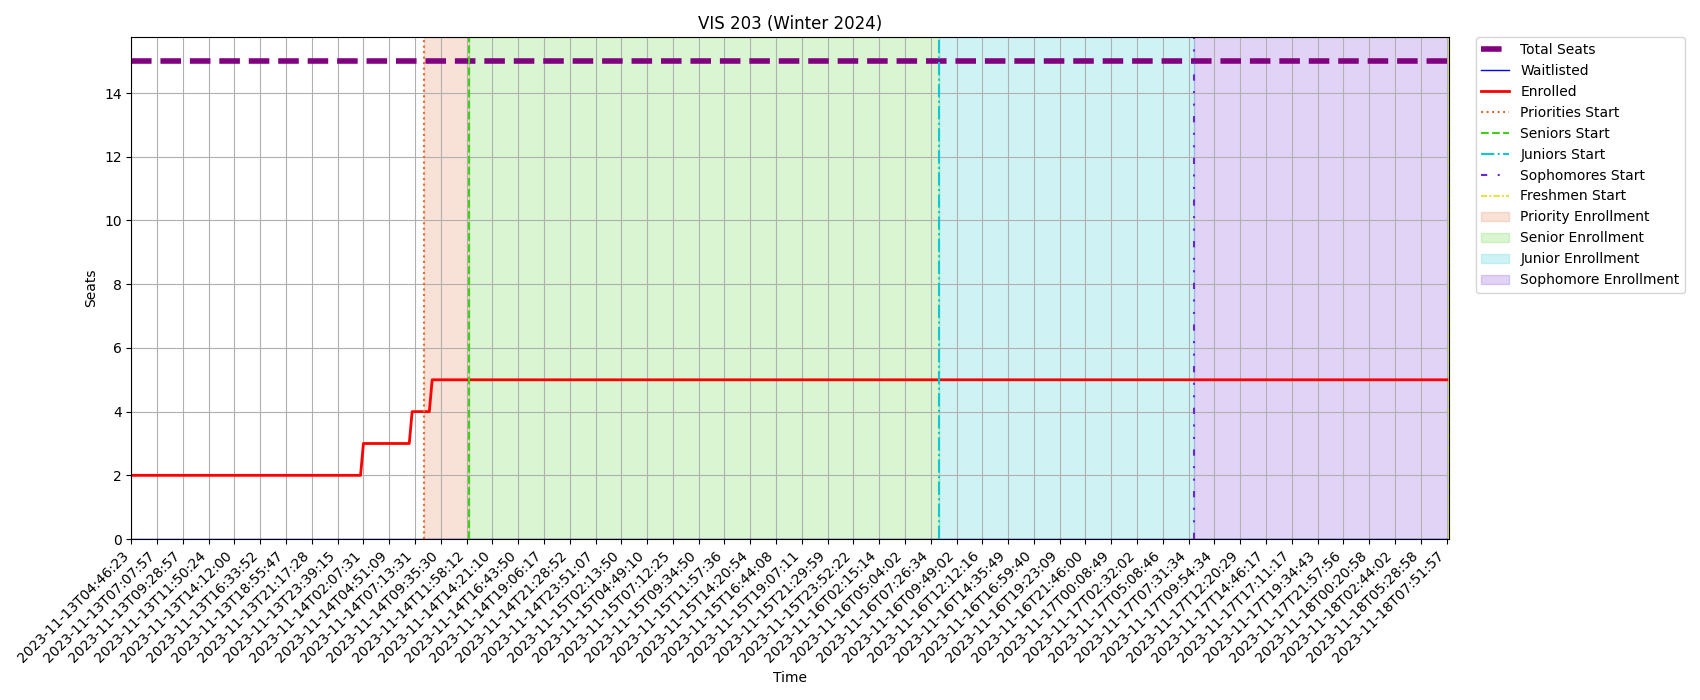 VIS 203 (Winter 2024)
Total Seats
Waitlisted
Enrolled
Priorities Start
Seniors Start
Juniors Start
Sophomores Start
Freshmen Start
Priority Enrollment
Senior Enrollment
Junior Enrollment
Sophomore Enrollment
Seats
14
12
10
8
6
4
2
0
2023-11-13T04:46:23
2023-11-13T07:07:57
2023-11-13T09:28:57
2023-11-13T11:50:24
2023-11-13T14:12:00
2023-11-13T16:33:52
2023-11-13T18:55:47
2023-11-13T21:17:28
2023-11-13T23:39:15
2023-11-14T02:07:31
2023-11-14T04:51:09
2023-11-14T07:13:31
2023-11-14T09:35:30
2023-11-14T11:58:12
2023-11-14T14:21:10
2023-11-14T16:43:50
2023-11-14T19:06:17
2023-11-14T21:28:52
2023-11-14T23:51:07
2023-11-15T02:13:50
2023-11-15T04:49:10
2023-11-15T07:12:25
2023-11-15T09:34:50
2023-11-15T11:57:36
2023-11-15T14:20:54
2023-11-15T16:44:08
2023-11-15T19:07:11
2023-11-15T21:29:59
2023-11-15T23:52:22
2023-11-16T02:15:14
2023-11-16T05:04:02
2023-11-16T07:26:34
2023-11-16T09:49:02
2023-11-16T12:12:16
2023-11-16T14:35:49
2023-11-16T16:59:40
2023-11-16T19:23:09
2023-11-16T21:46:00
2023-11-17T00:08:49
2023-11-17T02:32:02
2023-11-17T05:08:46
2023-11-17T07:31:34
2023-11-17T09:54:34
2023-11-17T12:20:29
2023-11-17T14:46:17
2023-11-17T17:11:17
2023-11-17T19:34:43
2023-11-17T21:57:56
2023-11-18T00:20:58
2023-11-18T02:44:02
2023-11-18T05:28:58
2023-11-18T07:51:57
Time